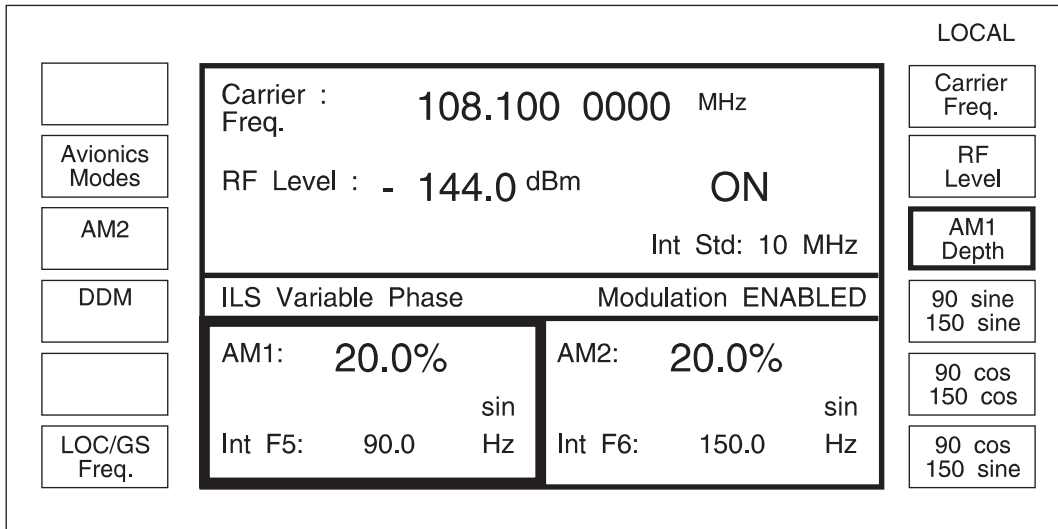 LOCAL
Avionics
Modes
AM2
DDM
LOC/GS
Freq.
Carrier :
Freq.
108.100 0000 MHz
RF Level : - 144.0 dBm
ON
Int Std: 10 MHz
ILS Variable Phase
Modulation ENABLED
AM1: 20.0%
sin
Int F5: 90.0 Hz
AM2: 20.0%
sin
Int F6: 150.0 Hz
Carrier
Freq.
RF
Level
AM1
Depth
90 sine
150 sine
90 cos
150 cos
90 cos
150 sine